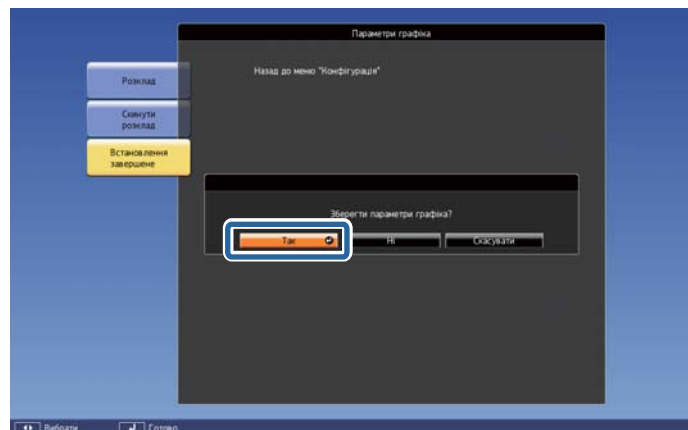 Параметри графіка
Назад до меню "Конфігурація"
Розклад
Скинути
розклад
Встановлення
завершене
Зберегти параметри графіка?
Так
Ні
Скасувати
Вибрати
Готово